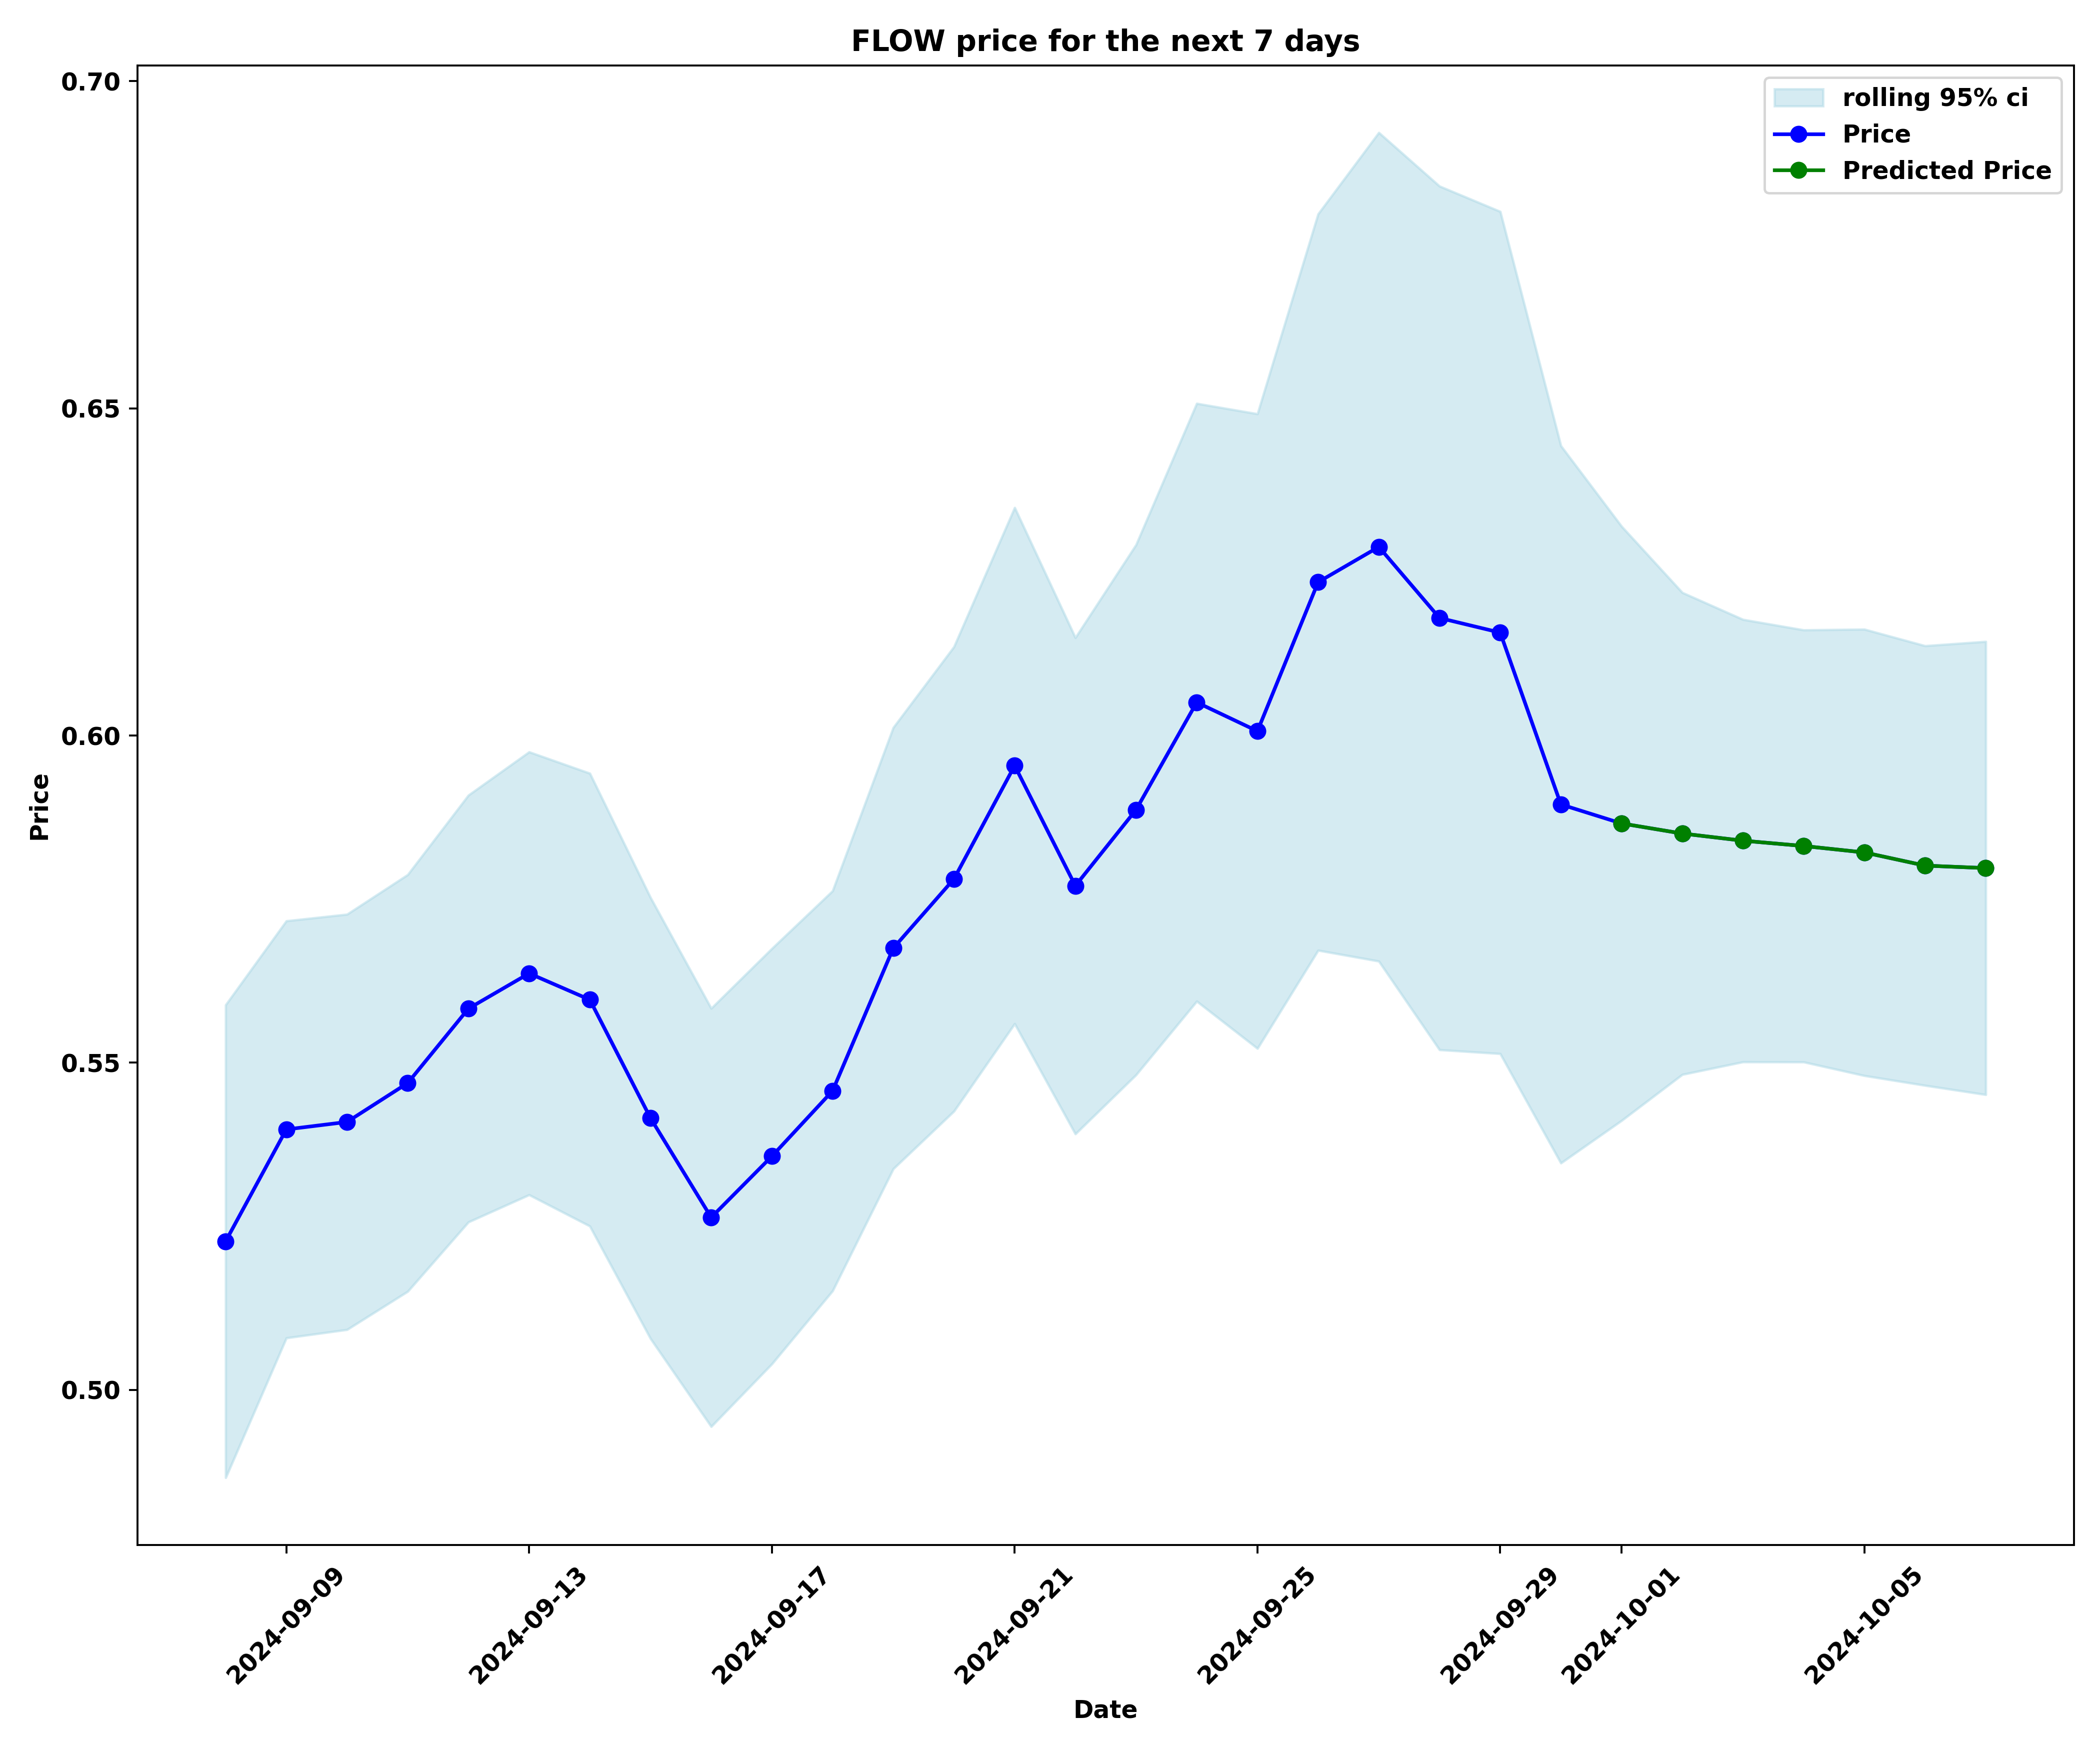 FLOW price for the next 7 days
rolling 95% ci
Price
Predicted Price
Price
0.70
0.65
0.60
0.55
0.50
2024-09-09
2024-09-13
2024-09-17
2024-09-21
2024-09-25
2024-09-29
2024-10-01
2024-10-05
Date